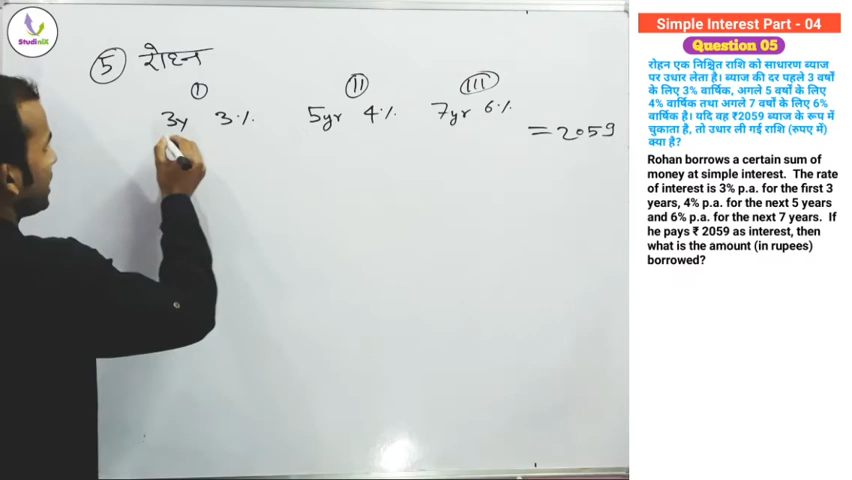 StudiniX
5 रोहन
I II III
3y 3% 5yr 4% 7yr 6%
= 2059
Simple Interest Part - 04
Question 05
रोहन एक निश्चित राशि को साधारण ब्याज
पर उधार लेता है। ब्याज की दर पहले 3 वर्षों
के लिए 3% वार्षिक, अगले 5 वर्षों के लिए
4% वार्षिक तथा अगले 7 वर्षों के लिए 6%
वार्षिक है। यदि वह ₹2059 ब्याज के रूप में
चुकाता है, तो उधार ली गई राशि (रुपए में)
क्या है?
Rohan borrows a certain sum of
money at simple interest. The rate
of interest is 3% p.a. for the first 3
years, 4% p.a. for the next 5 years
and 6% p.a. for the next 7 years. If
he pays ₹ 2059 as interest, then
what is the amount (in rupees)
borrowed?